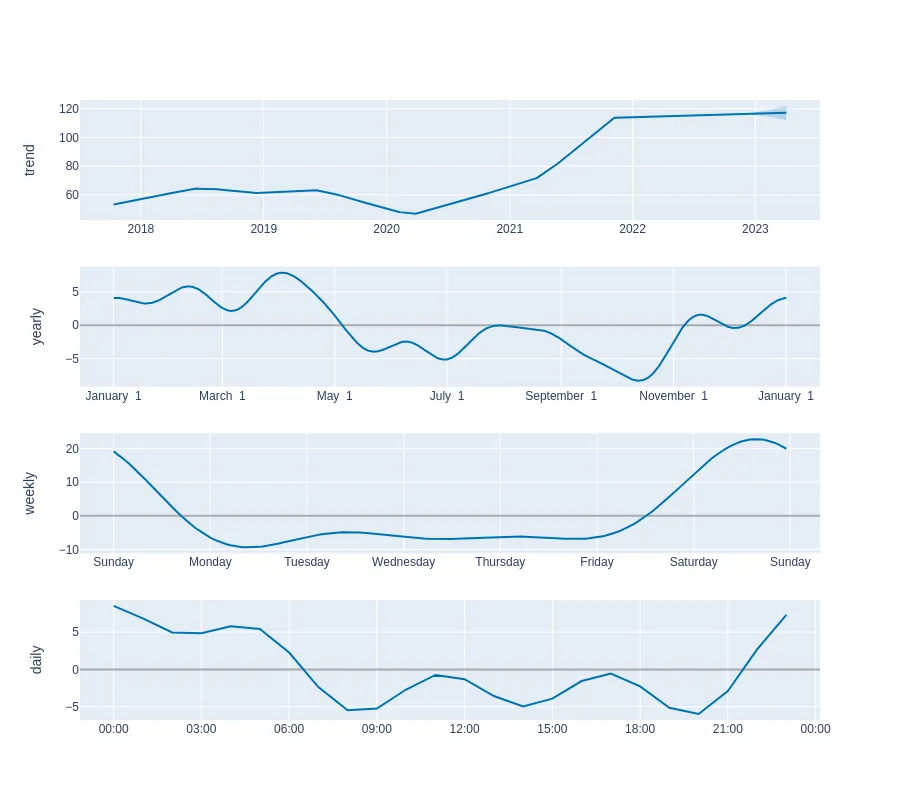 trend
120
100
80
60
2018 2019 2020 2021 2022 2023
yearly
5
0
−5
January 1 March 1 May 1 July 1 September 1 November 1 January 1
weekly
20
10
0
−10
Sunday Monday Tuesday Wednesday Thursday Friday Saturday Sunday
daily
5
0
−5
00:00 03:00 06:00 09:00 12:00 15:00 18:00 21:00 00:00